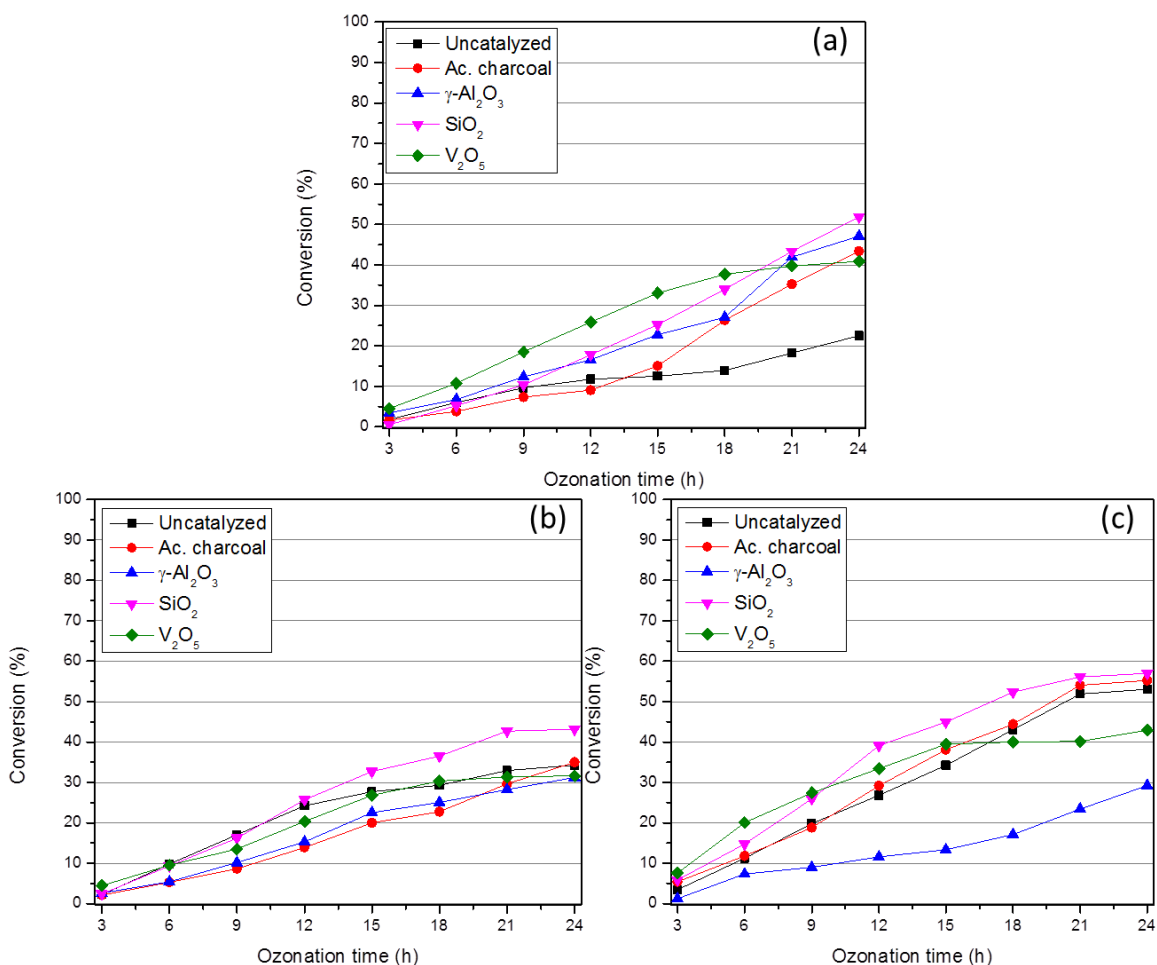 (a)
Uncatalyzed
Ac. charcoal
γ-Al₂O₃
SiO₂
V₂O₅
Conversion (%)
100
90
80
70
60
50
40
30
20
10
0
3 6 9 12 15 18 21 24
Ozonation time (h)
(b)
Uncatalyzed
Ac. charcoal
γ-Al₂O₃
SiO₂
V₂O₅
Conversion (%)
100
90
80
70
60
50
40
30
20
10
0
3 6 9 12 15 18 21 24
Ozonation time (h)
(c)
Uncatalyzed
Ac. charcoal
γ-Al₂O₃
SiO₂
V₂O₅
Conversion (%)
100
90
80
70
60
50
40
30
20
10
0
3 6 9 12 15 18 21 24
Ozonation time (h)